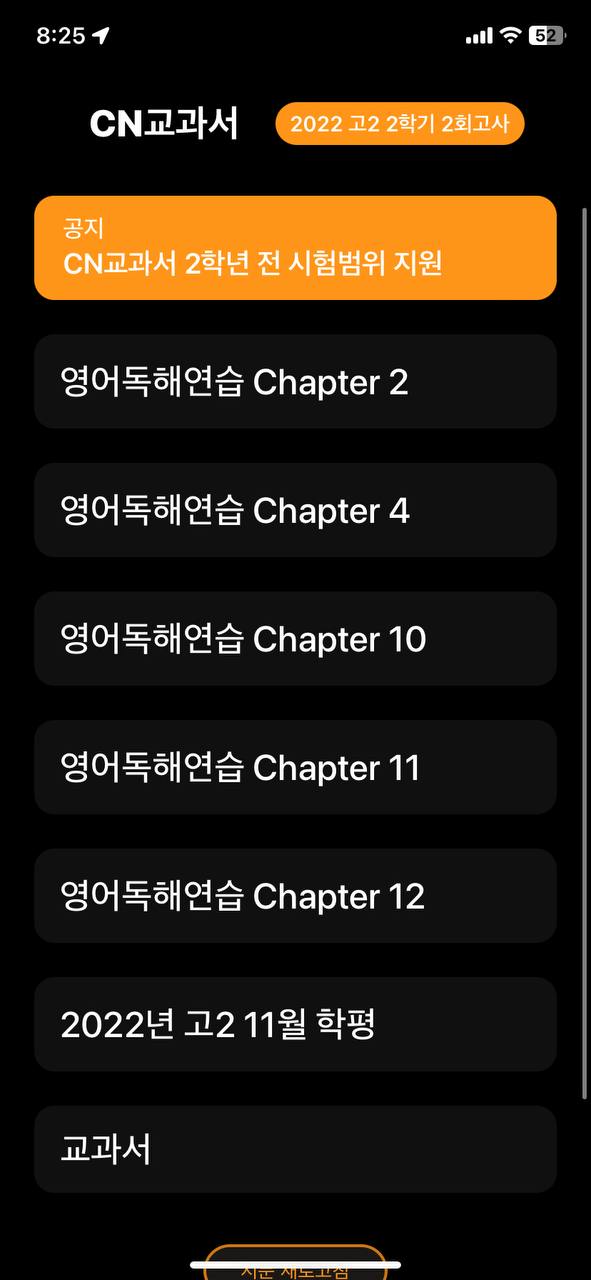 8:25
52
CN교과서
2022 고2 2학기 2회고사
공지
CN교과서 2학년 전 시험범위 지원
영어독해연습 Chapter 2
영어독해연습 Chapter 4
영어독해연습 Chapter 10
영어독해연습 Chapter 11
영어독해연습 Chapter 12
2022년 고2 11월 학평
교과서